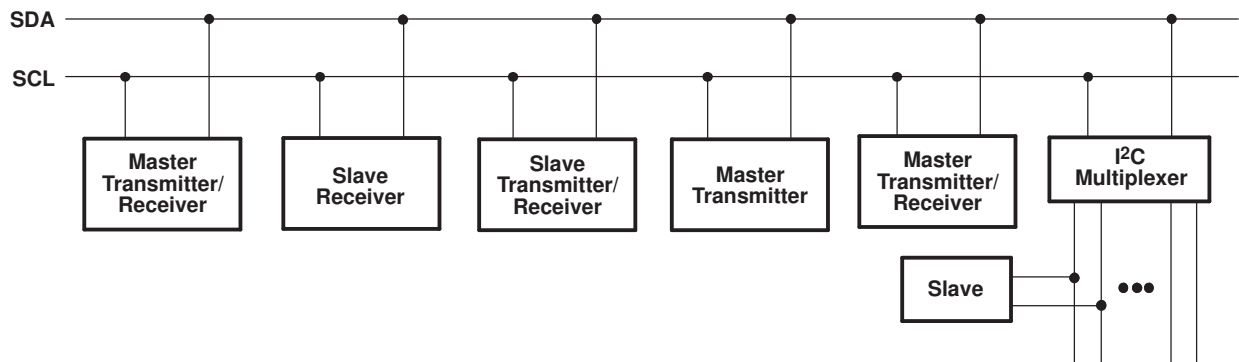 SDA
SCL
Master
Transmitter/
Receiver
Slave
Receiver
Slave
Transmitter/
Receiver
Master
Transmitter
Master
Transmitter/
Receiver
I²C
Multiplexer
Slave